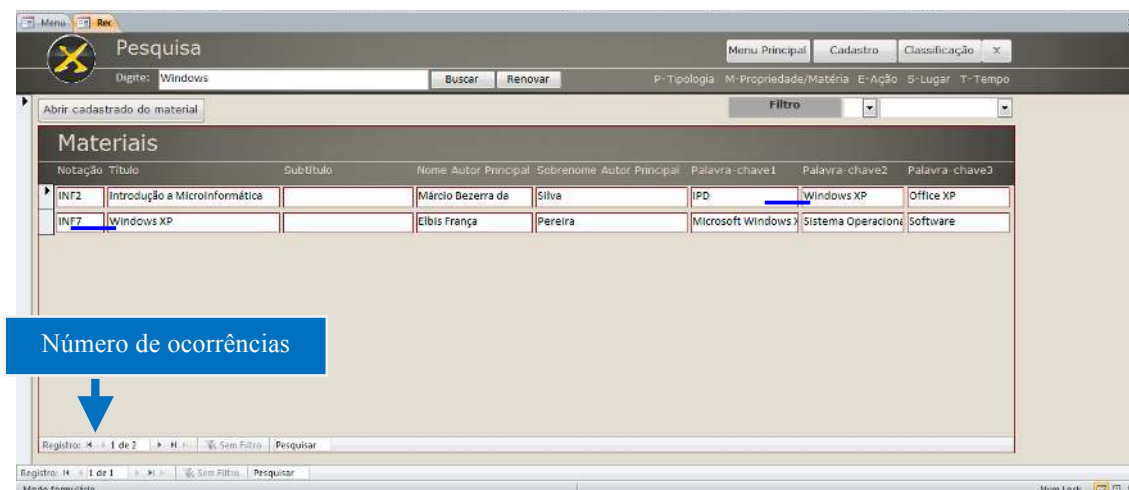 Menu Rec
Pesquisa Menu Principal Cadastro Classificação x
Digite: Windows Buscar Renovar P-Tipologia M-Propriedade/Matéria E-Ação S-Lugar T-Tempo
Abrir cadastrado do material Filtro
Materiais
Notação Título Subtítulo Nome Autor Principal Sobrenome Autor Principal Palavra-chave1 Palavra-chave2 Palavra-chave3
INF2 Introdução a Microinformática Márcio Bezerra da Silva IPD Windows XP Office XP
INF7 Windows XP Elbis França Pereira Microsoft Windows X Sistema Operaciona Software
Número de ocorrências
Registro: 1 de 2 Sem Filtro Pesquisar
Registro: 1 de 1 Sem Filtro Pesquisar
Modo formulário Num Lock